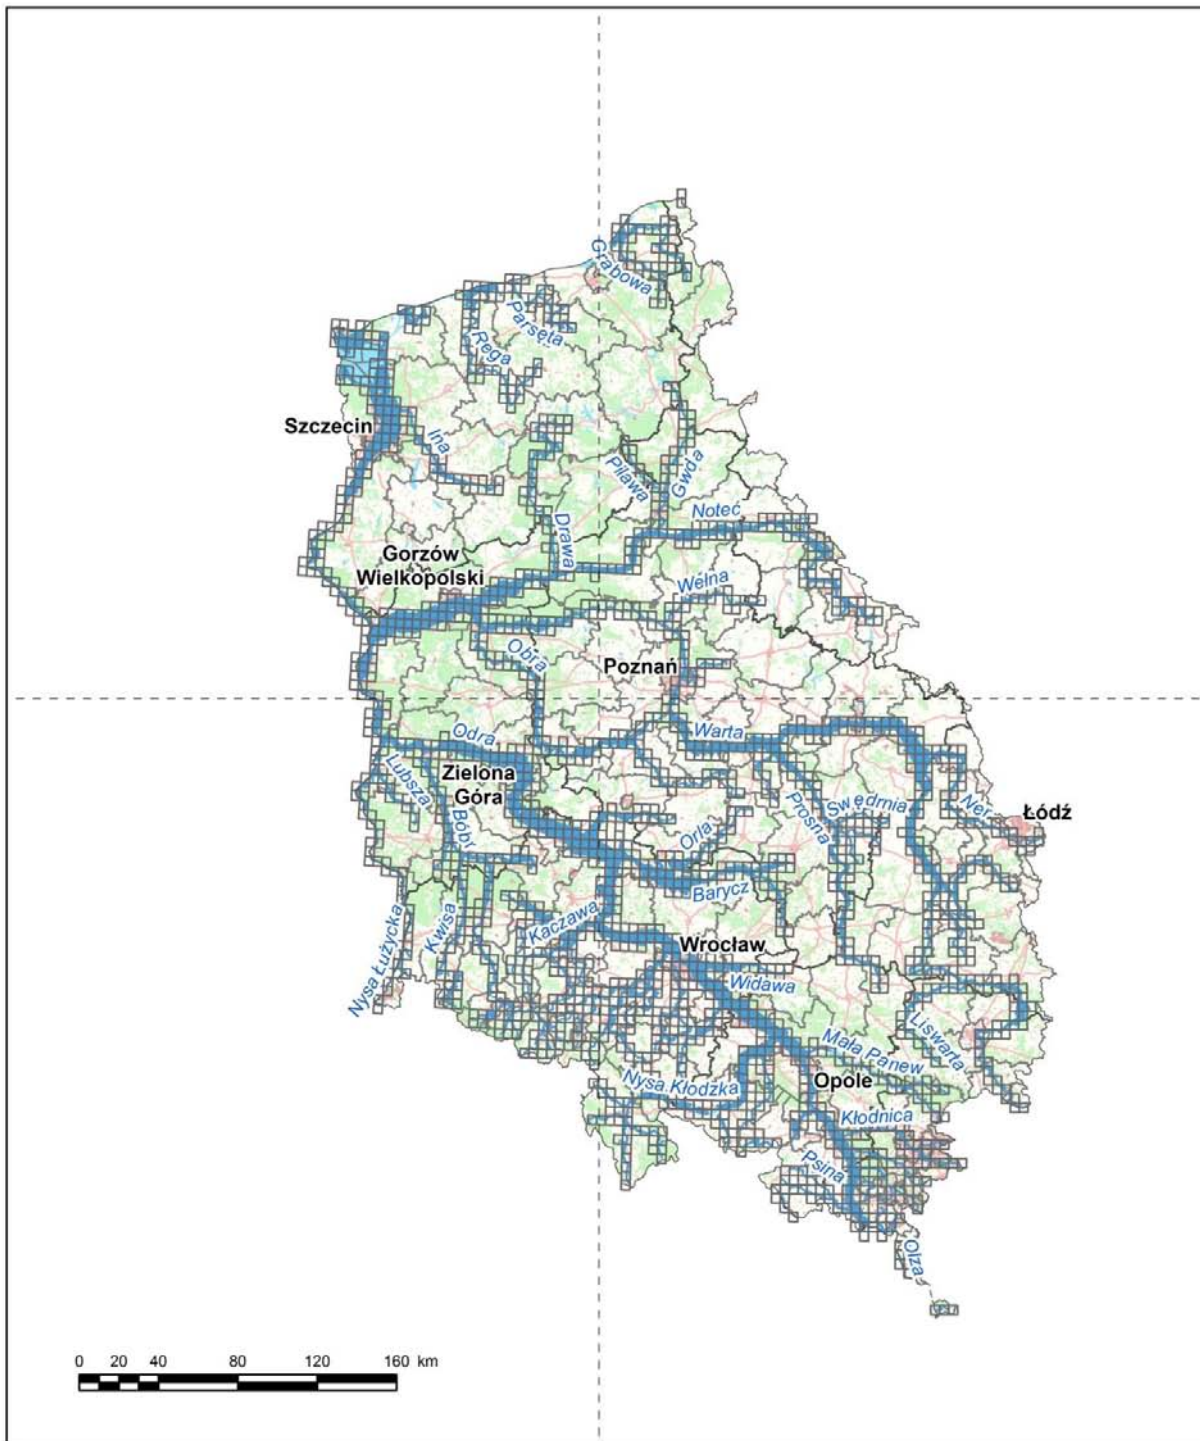 Grabowa
Parsęta
Rega
Szczecin
Ina
Piława
Gwda
Noteć
Drawa
Gorzów
Wielkopolski
Wełna
Obra
Poznań
Odra
Warta
Zielona
Góra
Lubsza
Bóbr
Prosna
Swędrnia
Ner
Łódź
Orla
Barycz
Kaczawa
Kwisa
Nysa Łużycka
Wrocław
Widawa
Liswarta
Mała Panew
Nysa Kłodzka
Opole
Kłodnica
Psina
Olza
0 20 40 80 120 160 km